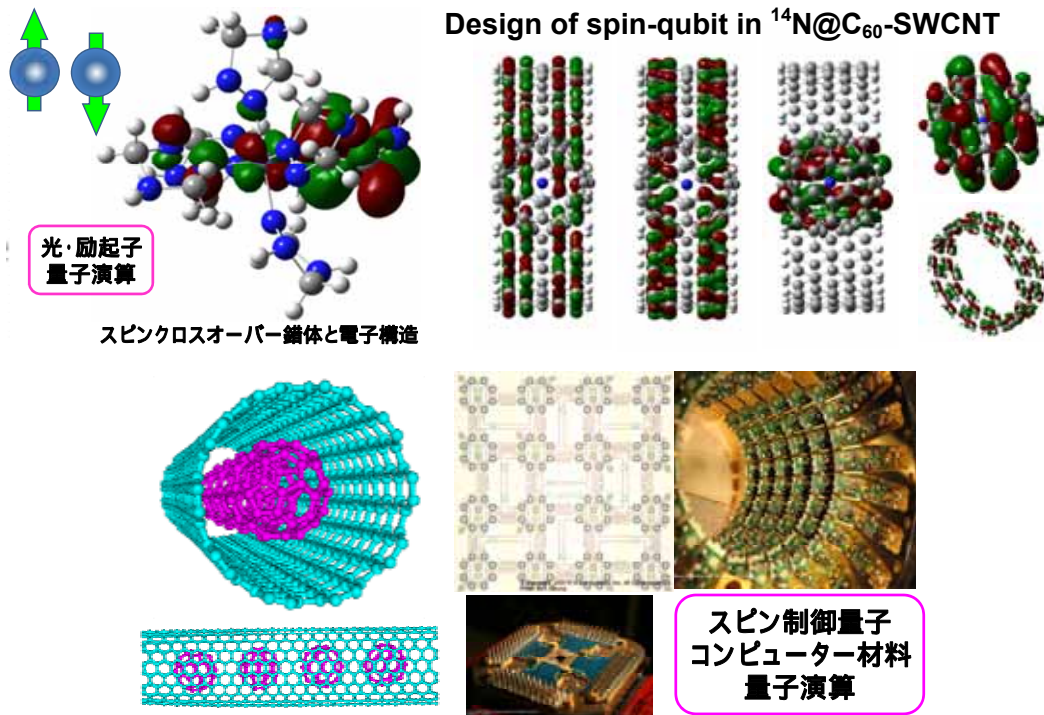 Design of spin-qubit in ¹⁴N@C₆₀-SWCNT
光・励起子
量子演算
スピンクロスオーバー錯体と電子構造
スピン制御量子
コンピューター材料
量子演算